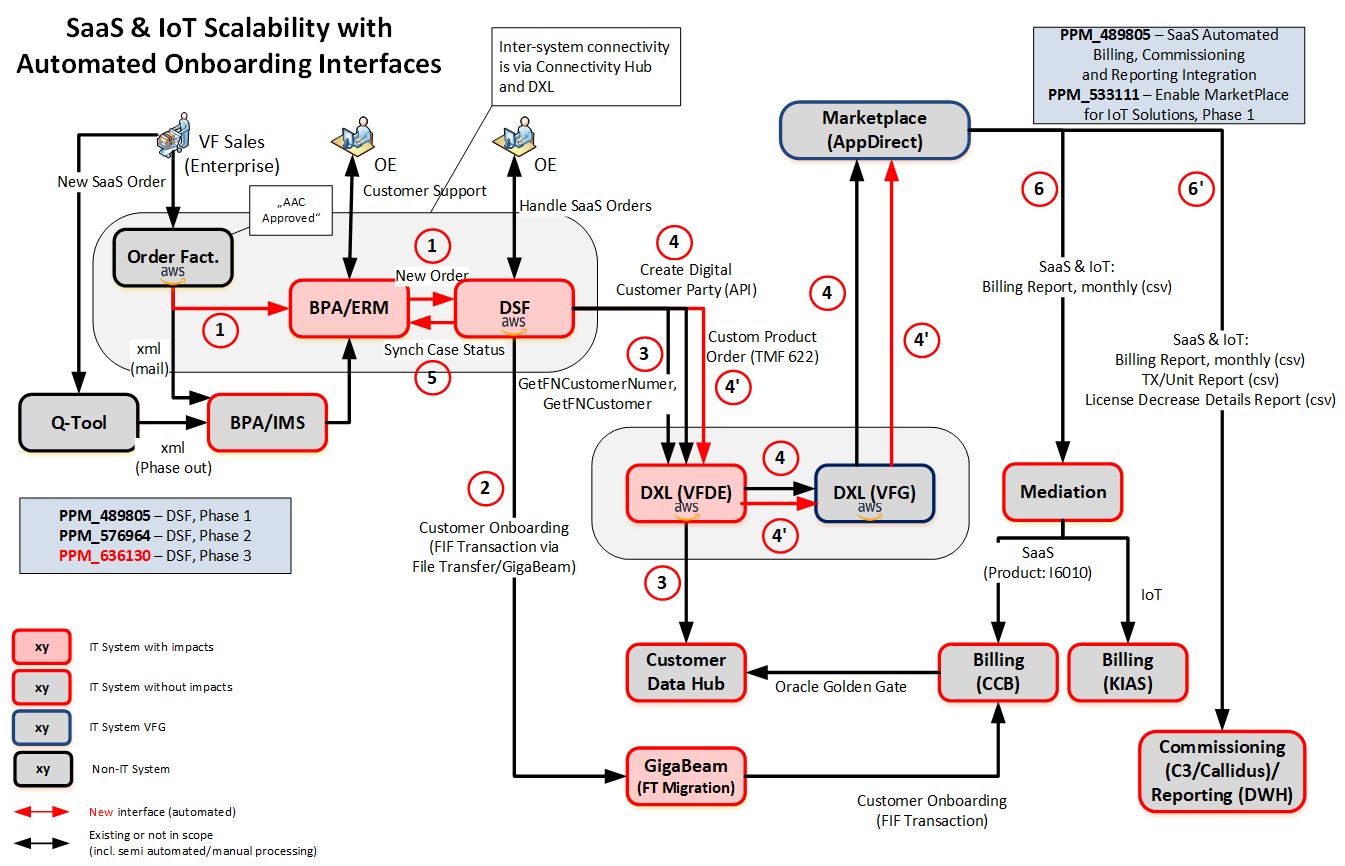 SaaS & IoT Scalability with
Automated Onboarding Interfaces
Inter-system connectivity
is via Connectivity Hub
and DXL
PPM_489805 – SaaS Automated
Billing, Commissioning
and Reporting Integration
PPM_533111 – Enable MarketPlace
for IoT Solutions, Phase 1
VF Sales
(Enterprise)
OE
OE
Marketplace
(AppDirect)
New SaaS Order
Customer Support
„AAC
Approved“
Handle SaaS Orders
6
6'
Order Fact.
aws
1
New Order
4
Create Digital
Customer Party (API)
SaaS & IoT:
Billing Report, monthly (csv)
BPA/ERM
DSF
aws
4
1
Synch Case Status
5
xml
(mail)
3
Custom Product
Order (TMF 622)
4'
4'
SaaS & IoT:
Billing Report, monthly (csv)
TX/Unit Report (csv)
License Decrease Details Report (csv)
GetFNCustomerNumer,
GetFNCustomer
Q-Tool
BPA/IMS
xml
(Phase out)
2
4
DXL (VFDE)
aws
DXL (VFG)
aws
4'
Mediation
PPM_489805 – DSF, Phase 1
PPM_576964 – DSF, Phase 2
PPM_636130 – DSF, Phase 3
Customer Onboarding
(FIF Transaction via
File Transfer/GigaBeam)
SaaS
(Product: I6010)
IoT
3
Customer
Data Hub
Oracle Golden Gate
Billing
(CCB)
Billing
(KIAS)
GigaBeam
(FT Migration)
Customer Onboarding
(FIF Transaction)
Commissioning
(C3/Callidus)/
Reporting (DWH)
xy IT System with impacts
xy IT System without impacts
xy IT System VFG
xy Non-IT System
New interface (automated)
Existing or not in scope
(incl. semi automated/manual processing)